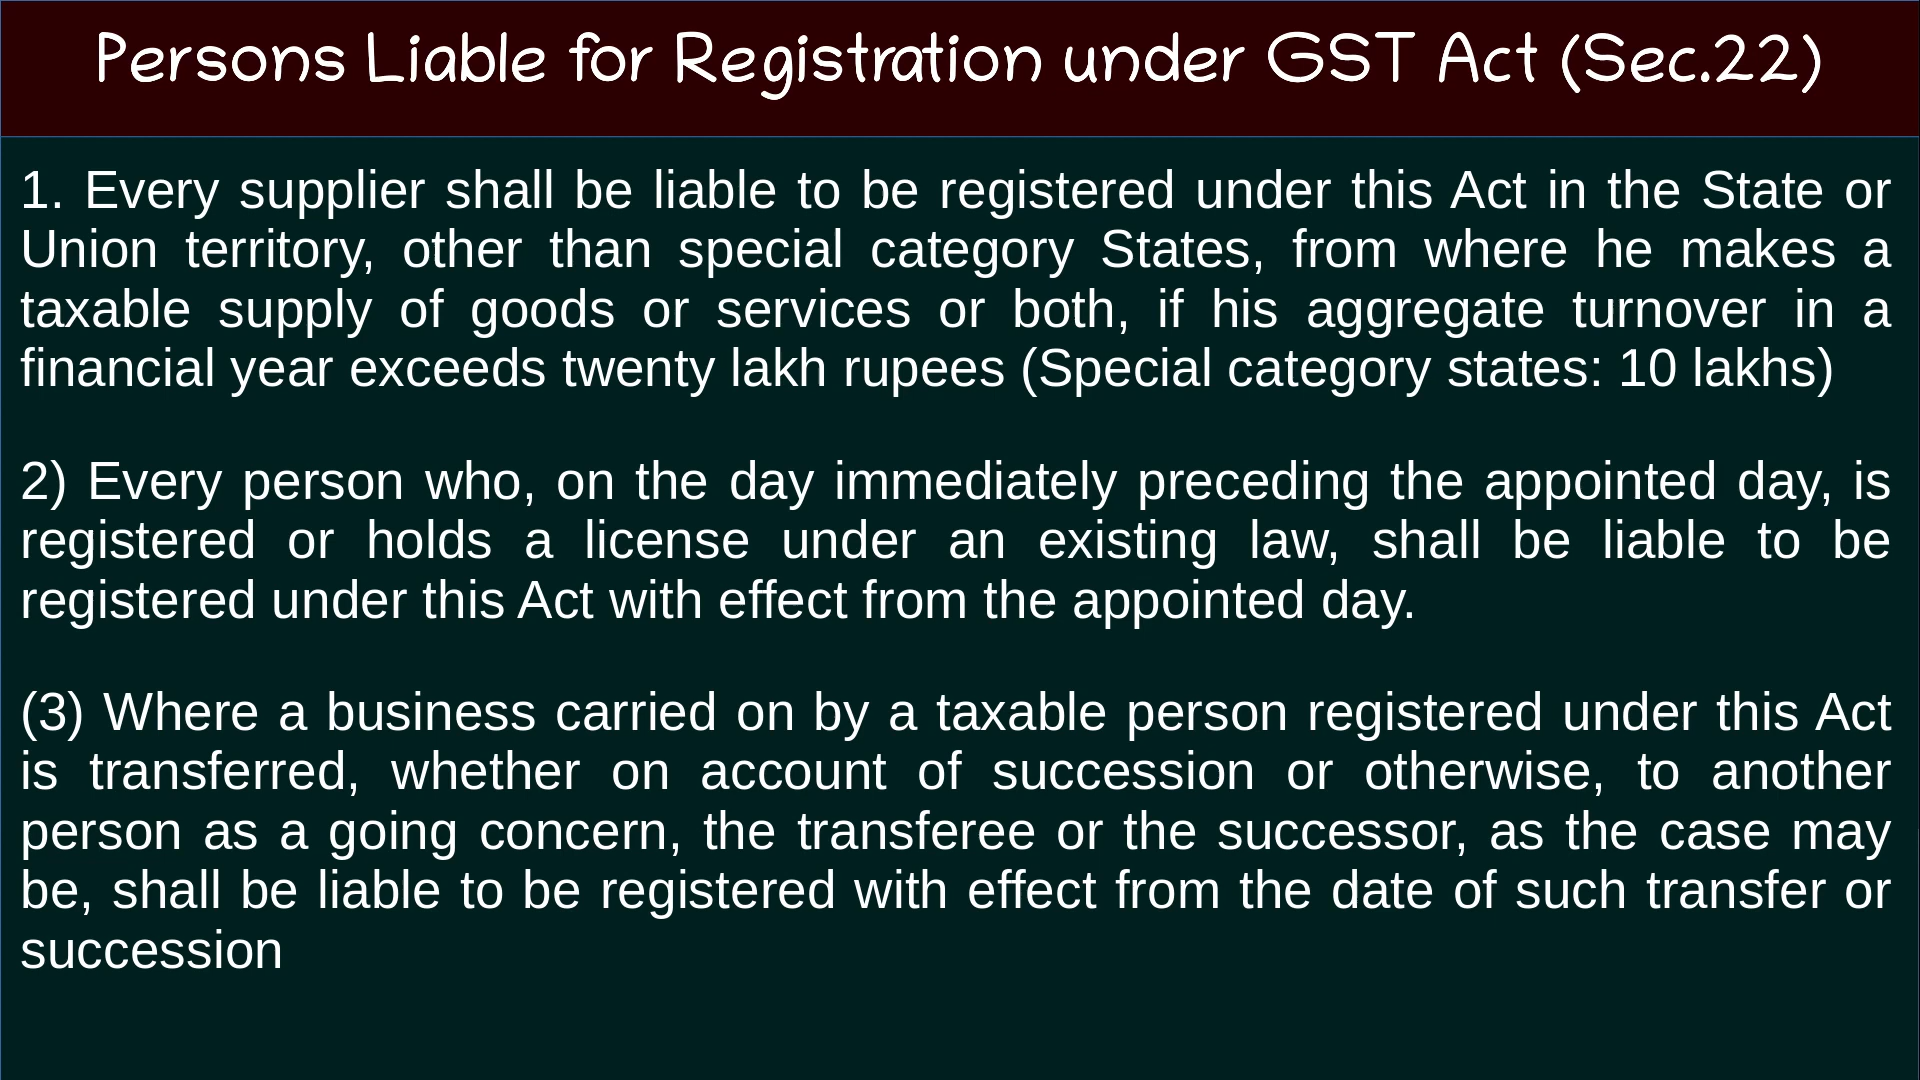 Persons Liable for Registration under GST Act (Sec.22)
1. Every supplier shall be liable to be registered under this Act in the State or
Union territory, other than special category States, from where he makes a
taxable supply of goods or services or both, if his aggregate turnover in a
financial year exceeds twenty lakh rupees (Special category states: 10 lakhs)
2) Every person who, on the day immediately preceding the appointed day, is
registered or holds a license under an existing law, shall be liable to be
registered under this Act with effect from the appointed day.
(3) Where a business carried on by a taxable person registered under this Act
is transferred, whether on account of succession or otherwise, to another
person as a going concern, the transferee or the successor, as the case may
be, shall be liable to be registered with effect from the date of such transfer or
succession